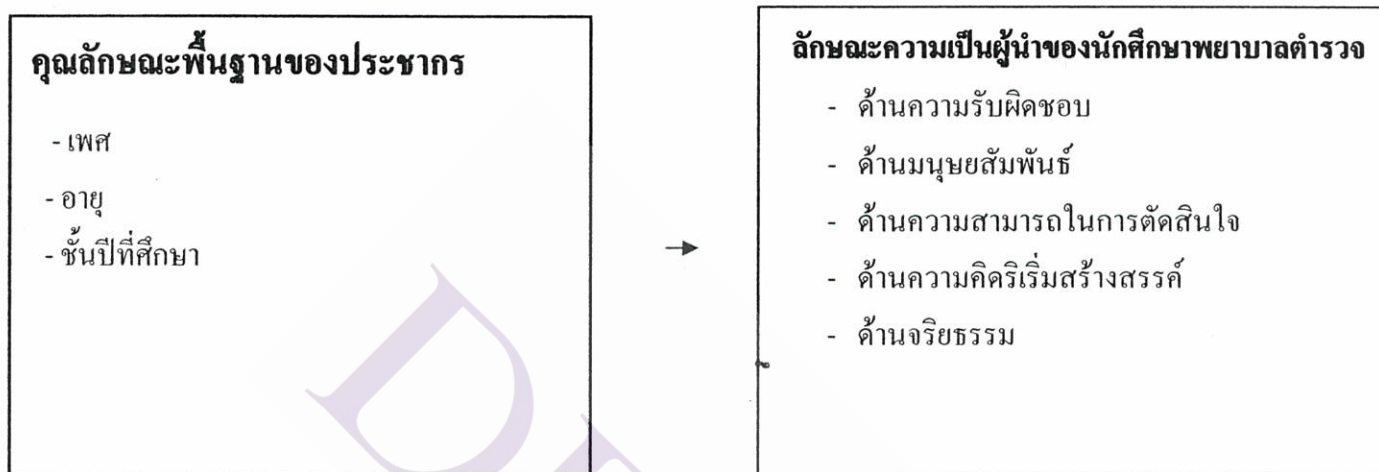 คุณลักษณะพื้นฐานของประชากร
- เพศ
- อายุ
- ชั้นปีที่ศึกษา
ลักษณะความเป็นผู้นำของนักศึกษาพยาบาลตำรวจ
- ด้านความรับผิดชอบ
- ด้านมนุษยสัมพันธ์
- ด้านความสามารถในการตัดสินใจ
- ด้านความคิดริเริ่มสร้างสรรค์
- ด้านจริยธรรม